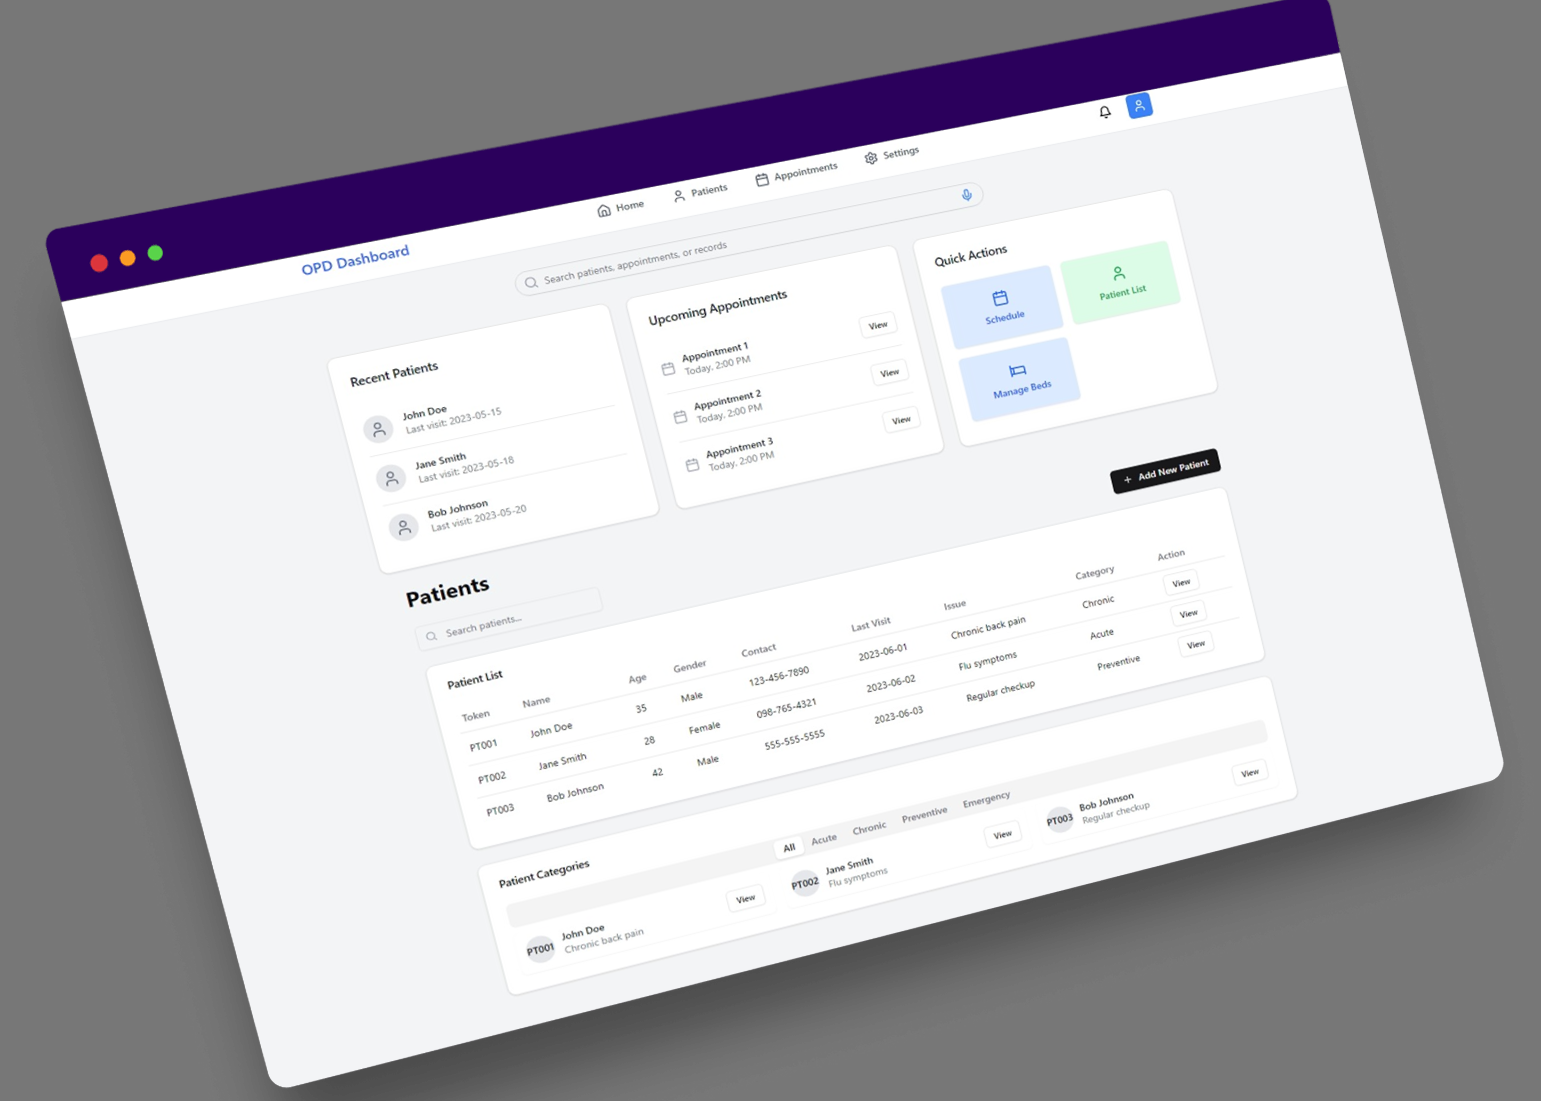 OPD Dashboard
Home
Patients
Appointments
Settings
Search patients, appointments, or records
Recent Patients
John Doe
Last visit: 2023-05-15
Jane Smith
Last visit: 2023-05-18
Bob Johnson
Last visit: 2023-05-20
Upcoming Appointments
Appointment 1
Today, 2:00 PM
View
Appointment 2
Today, 2:00 PM
View
Appointment 3
Today, 2:00 PM
View
Quick Actions
Schedule
Patient List
Manage Beds
Patients
+ Add New Patient
Search patients...
Patient List
Token Name Age Gender Contact Last Visit Issue Category Action
PT001 John Doe 35 Male 123-456-7890 2023-06-01 Chronic back pain Chronic View
PT002 Jane Smith 28 Female 098-765-4321 2023-06-02 Flu symptoms Acute View
PT003 Bob Johnson 42 Male 555-555-5555 2023-06-03 Regular checkup Preventive View
Patient Categories
All Acute Chronic Preventive Emergency
PT001
John Doe
Chronic back pain
View
PT002
Jane Smith
Flu symptoms
View
PT003
Bob Johnson
Regular checkup
View